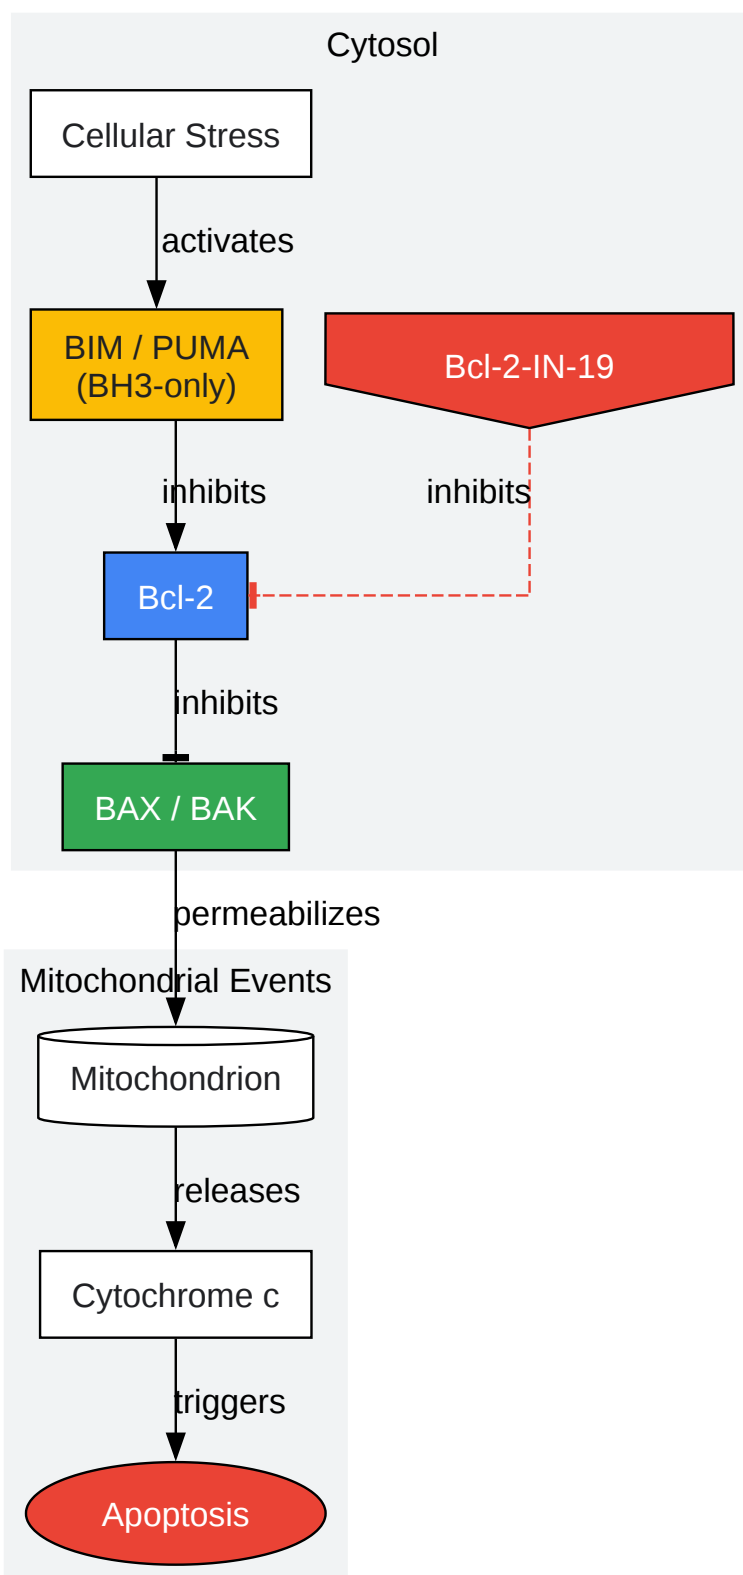 Cytosol
Cellular Stress
activates
BIM / PUMA
(BH3-only)
Bcl-2-IN-19
inhibits
inhibits
Bcl-2
inhibits
BAX / BAK
permeabilizes
Mitochondrial Events
Mitochondrion
releases
Cytochrome c
triggers
Apoptosis